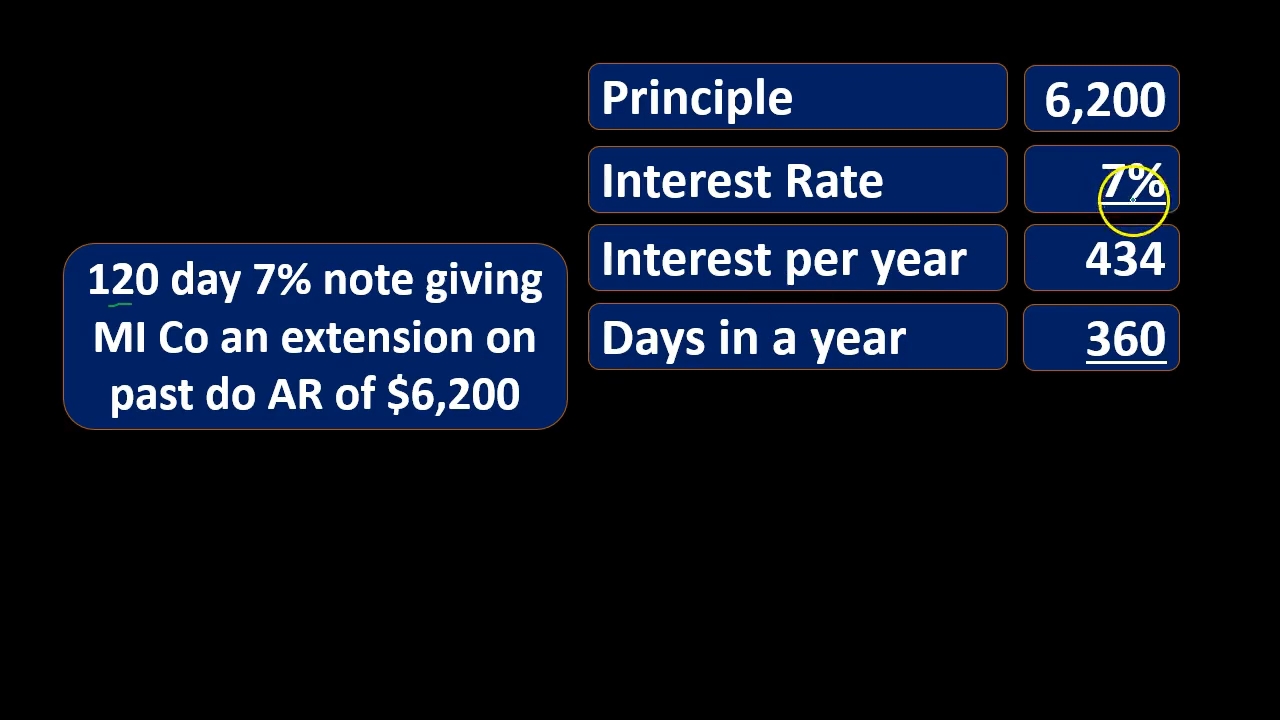 Principle 6,200
Interest Rate 7%
Interest per year 434
Days in a year 360
120 day 7% note giving
MI Co an extension on
past do AR of $6,200